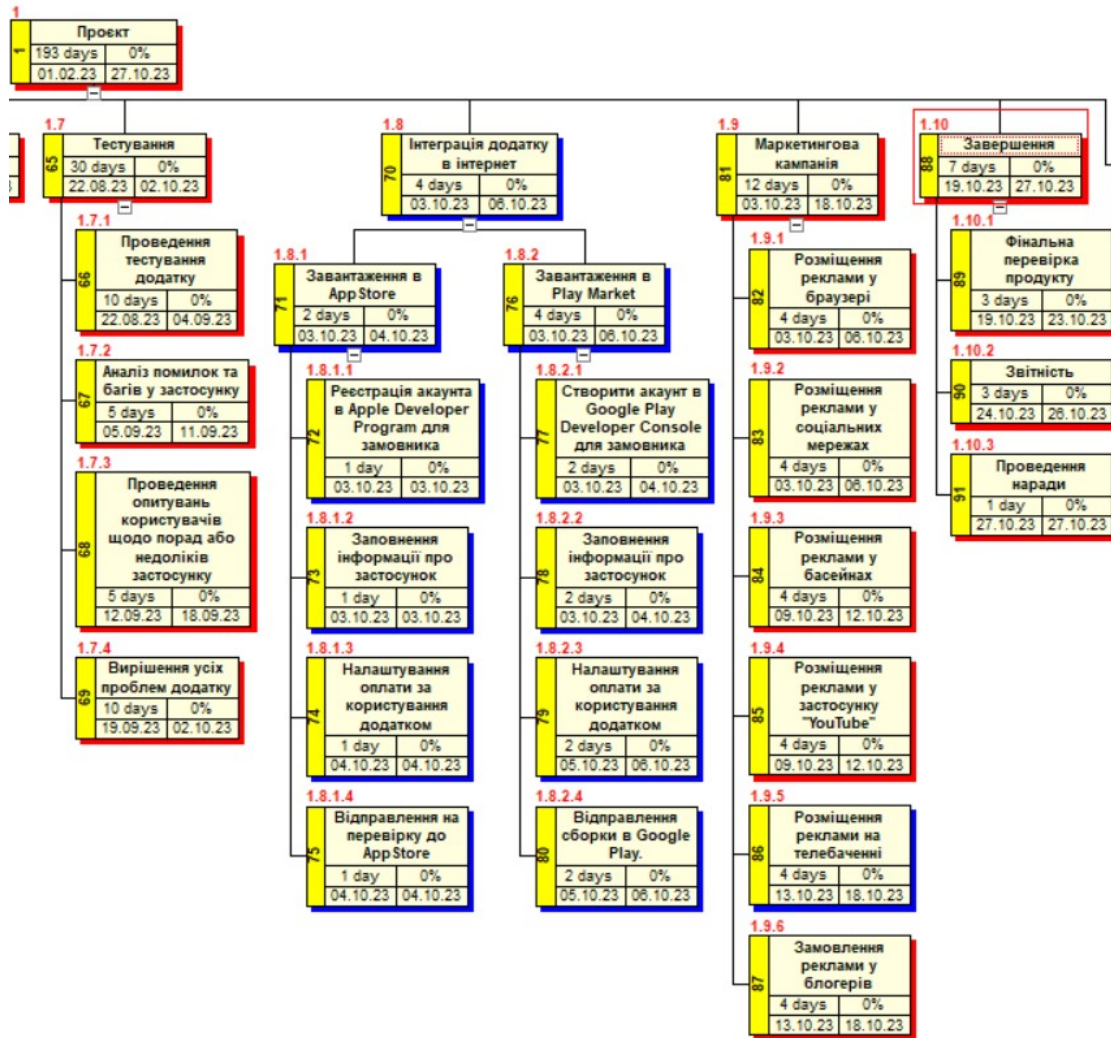 1
1
Проєкт
193 days 0%
01.02.23 27.10.23
1.7
65
Тестування
30 days 0%
22.08.23 02.10.23
1.7.1
66
Проведення
тестування
додатку
10 days 0%
22.08.23 04.09.23
1.7.2
67
Аналіз помилок та
багів у застосунку
5 days 0%
05.09.23 11.09.23
1.7.3
68
Проведення
опитувань
користувачів
щодо порад або
недоліків
застосунку
5 days 0%
12.09.23 18.09.23
1.7.4
69
Вирішення усіх
проблем додатку
10 days 0%
19.09.23 02.10.23
1.8
70
Інтеграція додатку
в інтернет
4 days 0%
03.10.23 06.10.23
1.8.1
71
Завантаження в
App Store
2 days 0%
03.10.23 04.10.23
1.8.1.1
72
Реєстрація акаунта
в Apple Developer
Program для
замовника
1 day 0%
03.10.23 03.10.23
1.8.1.2
73
Заповнення
інформації про
застосунок
1 day 0%
03.10.23 03.10.23
1.8.1.3
74
Налаштування
оплати за
користування
додатком
1 day 0%
04.10.23 04.10.23
1.8.1.4
75
Відправлення на
перевірку до
App Store
1 day 0%
04.10.23 04.10.23
1.8.2
76
Завантаження в
Play Market
4 days 0%
03.10.23 06.10.23
1.8.2.1
77
Створити акаунт в
Google Play
Developer Console
для замовника
2 days 0%
03.10.23 04.10.23
1.8.2.2
78
Заповнення
інформації про
застосунок
2 days 0%
03.10.23 04.10.23
1.8.2.3
79
Налаштування
оплати за
користування
додатком
2 days 0%
05.10.23 06.10.23
1.8.2.4
80
Відправлення
сборки в Google
Play.
2 days 0%
05.10.23 06.10.23
1.9
81
Маркетингова
кампанія
12 days 0%
03.10.23 18.10.23
1.9.1
82
Розміщення
реклами у
браузері
4 days 0%
03.10.23 06.10.23
1.9.2
83
Розміщення
реклами у
соціальних
мережах
4 days 0%
03.10.23 06.10.23
1.9.3
84
Розміщення
реклами у
басейнах
4 days 0%
09.10.23 12.10.23
1.9.4
85
Розміщення
реклами у
застосунку
"YouTube"
4 days 0%
09.10.23 12.10.23
1.9.5
86
Розміщення
реклами на
телебаченні
4 days 0%
13.10.23 18.10.23
1.9.6
87
Замовлення
реклами у
блогерів
4 days 0%
13.10.23 18.10.23
1.10
88
Завершення
7 days 0%
19.10.23 27.10.23
1.10.1
89
Фінальна
перевірка
продукту
3 days 0%
19.10.23 23.10.23
1.10.2
90
Звітність
3 days 0%
24.10.23 26.10.23
1.10.3
91
Проведення
наради
1 day 0%
27.10.23 27.10.23